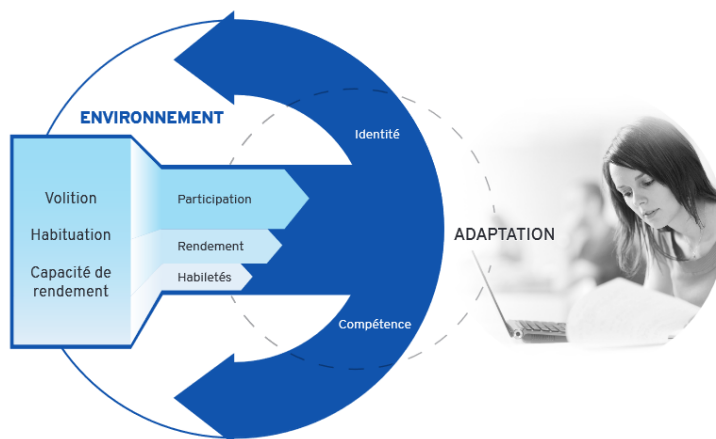 ENVIRONNEMENT
Identité
Volition
Habituation
Capacité de
rendement
Participation
Rendement
Habiletés
ADAPTATION
Compétence